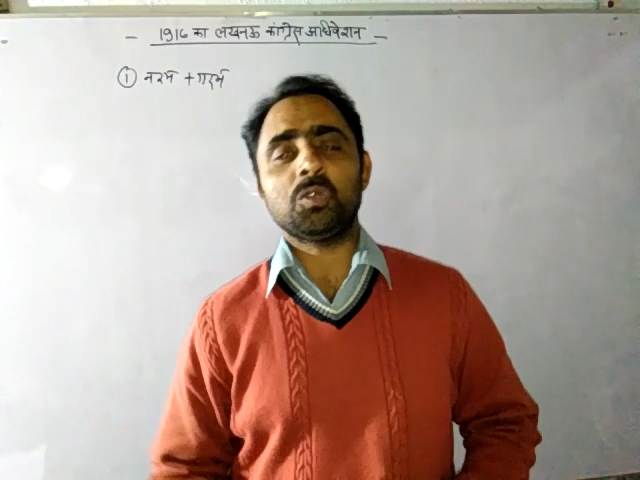 - 1916 का लखनऊ कांग्रेस अधिवेशन -
① नरम + गरम